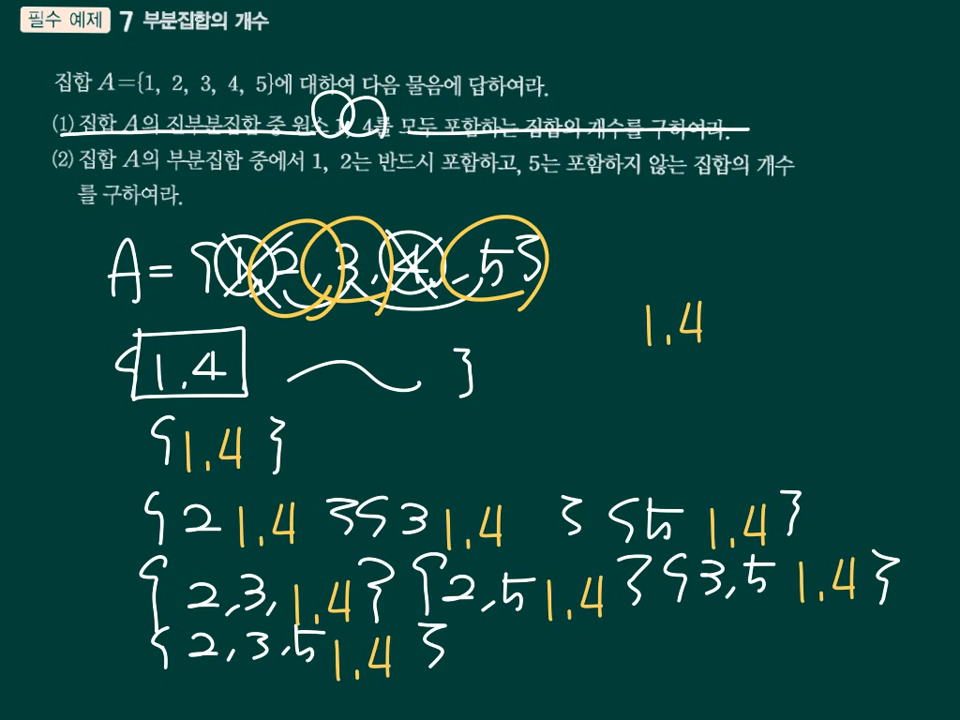 필수 예제 7 부분집합의 개수
집합 A={1, 2, 3, 4, 5}에 대하여 다음 물음에 답하여라.
(1) 집합 A의 진부분집합 중 원소 1, 4를 모두 포함하는 집합의 개수를 구하여라.
(2) 집합 A의 부분집합 중에서 1, 2는 반드시 포함하고, 5는 포함하지 않는 집합의 개수
를 구하여라.
A = {1, 2, 3, 4, 5}
1.4
{1.4 }
{1.4}
{2 1.4 } {3 1.4 } {5 1.4}
{2,3,1.4} {2,5 1.4} {3,5 1.4}
{2,3,5 1.4}